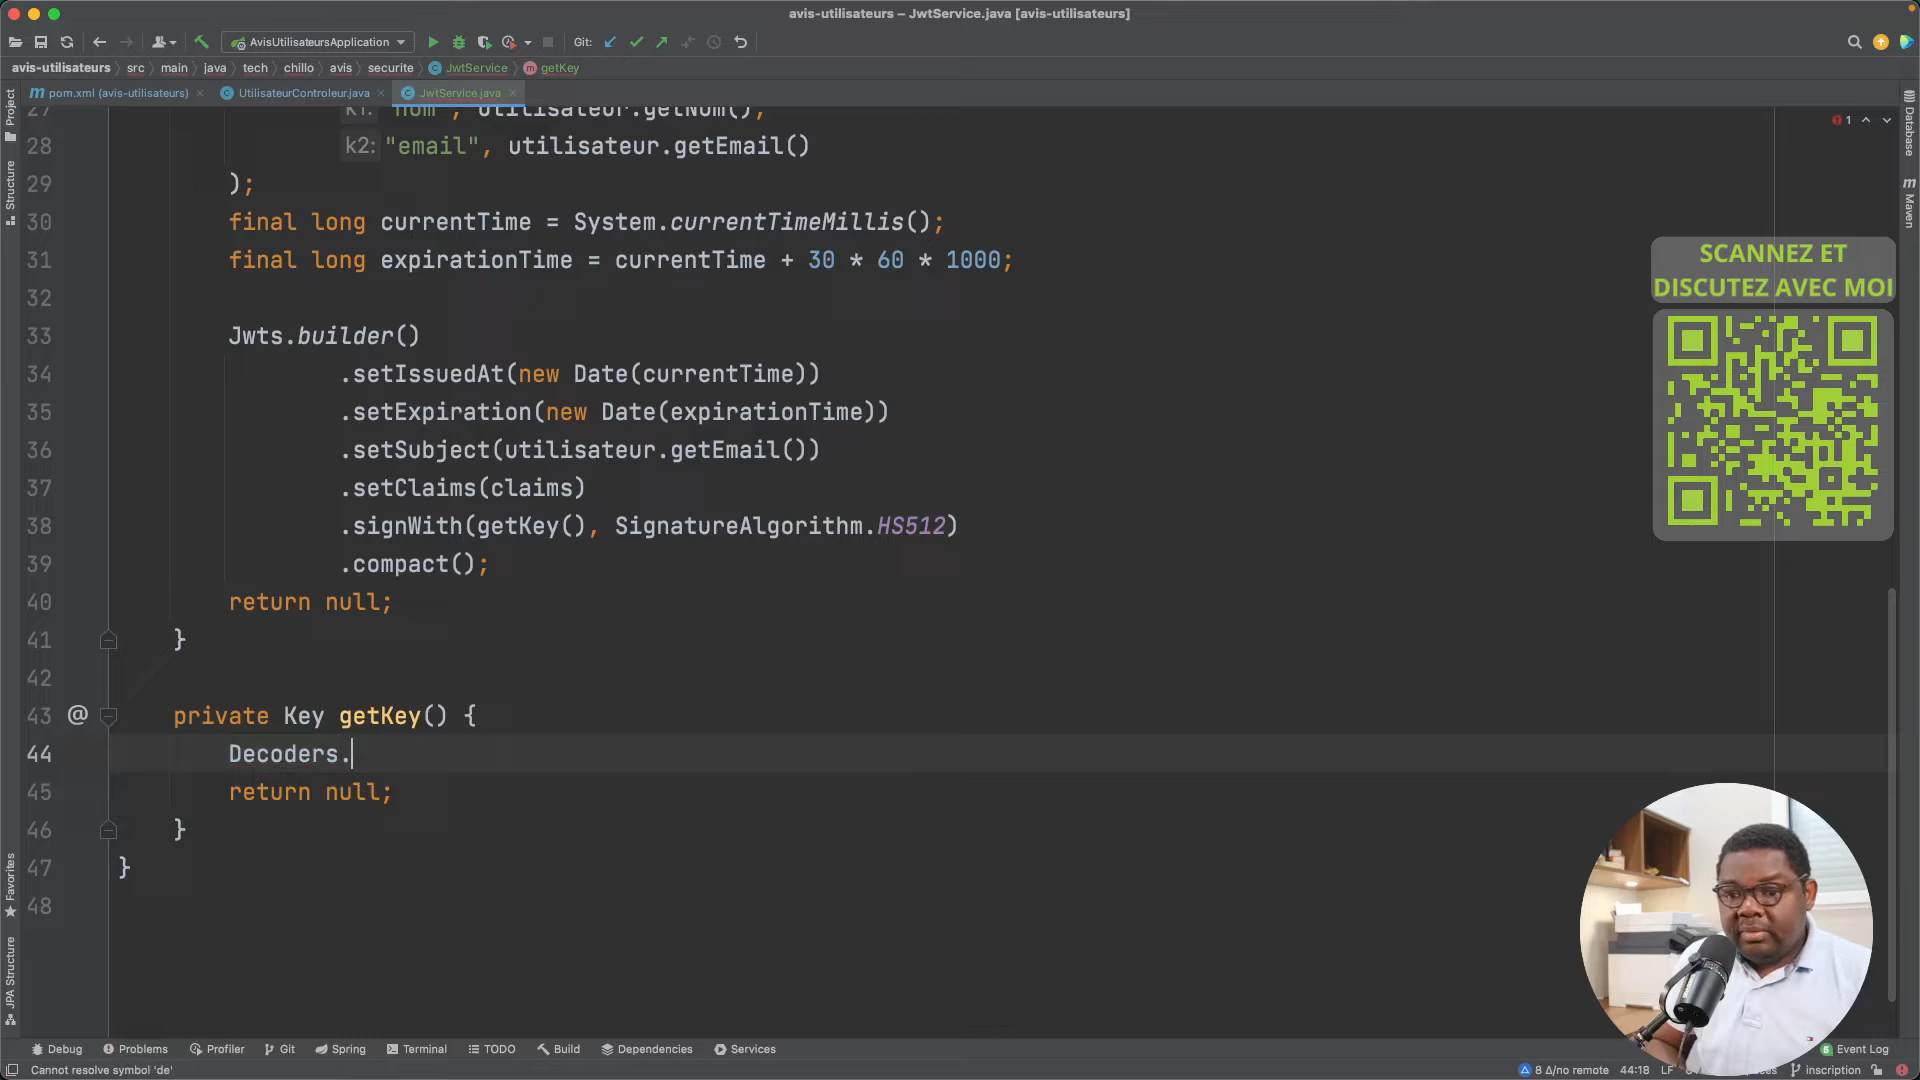 avis-utilisateurs – JwtService.java [avis-utilisateurs]
AvisUtilisateursApplication
Git:
avis-utilisateurs
src
main
java
tech
chillo
avis
securite
JwtService
getKey
pom.xml (avis-utilisateurs)
UtilisateurControleur.java
JwtService.java
Project
Structure
Favorites
JPA Structure
Database
Maven
1
27 k1: "nom", utilisateur.getNom(),
28 k2: "email", utilisateur.getEmail()
29 );
30 final long currentTime = System.currentTimeMillis();
31 final long expirationTime = currentTime + 30 * 60 * 1000;
32
33 Jwts.builder()
34 .setIssuedAt(new Date(currentTime))
35 .setExpiration(new Date(expirationTime))
36 .setSubject(utilisateur.getEmail())
37 .setClaims(claims)
38 .signWith(getKey(), SignatureAlgorithm.HS512)
39 .compact();
40 return null;
41 }
42
43 @ private Key getKey() {
44 Decoders.
45 return null;
46 }
47 }
48
SCANNEZ ET
DISCUTEZ AVEC MOI
Debug
Problems
Profiler
Git
Spring
Terminal
TODO
Build
Dependencies
Services
Event Log
Cannot resolve symbol 'de'
8 Δ/no remote
44:18
LF
inscription